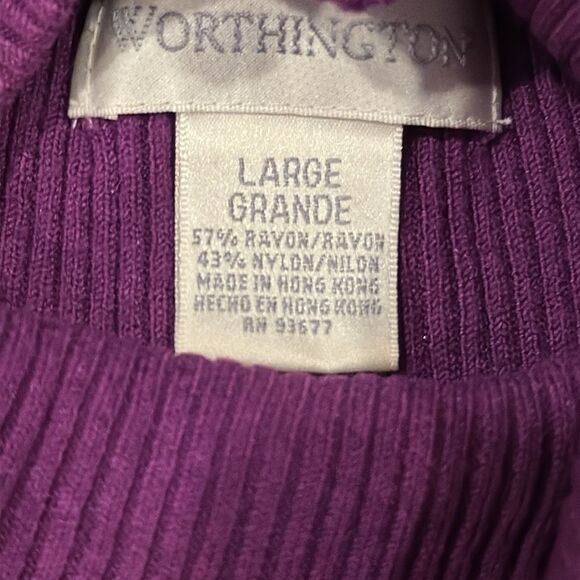 WORTHINGTON
LARGE
GRANDE
57% RAYON/RAYON
43% NYLON/NILON
MADE IN HONG KONG
HECHO EN HONG KONG
RN 93677